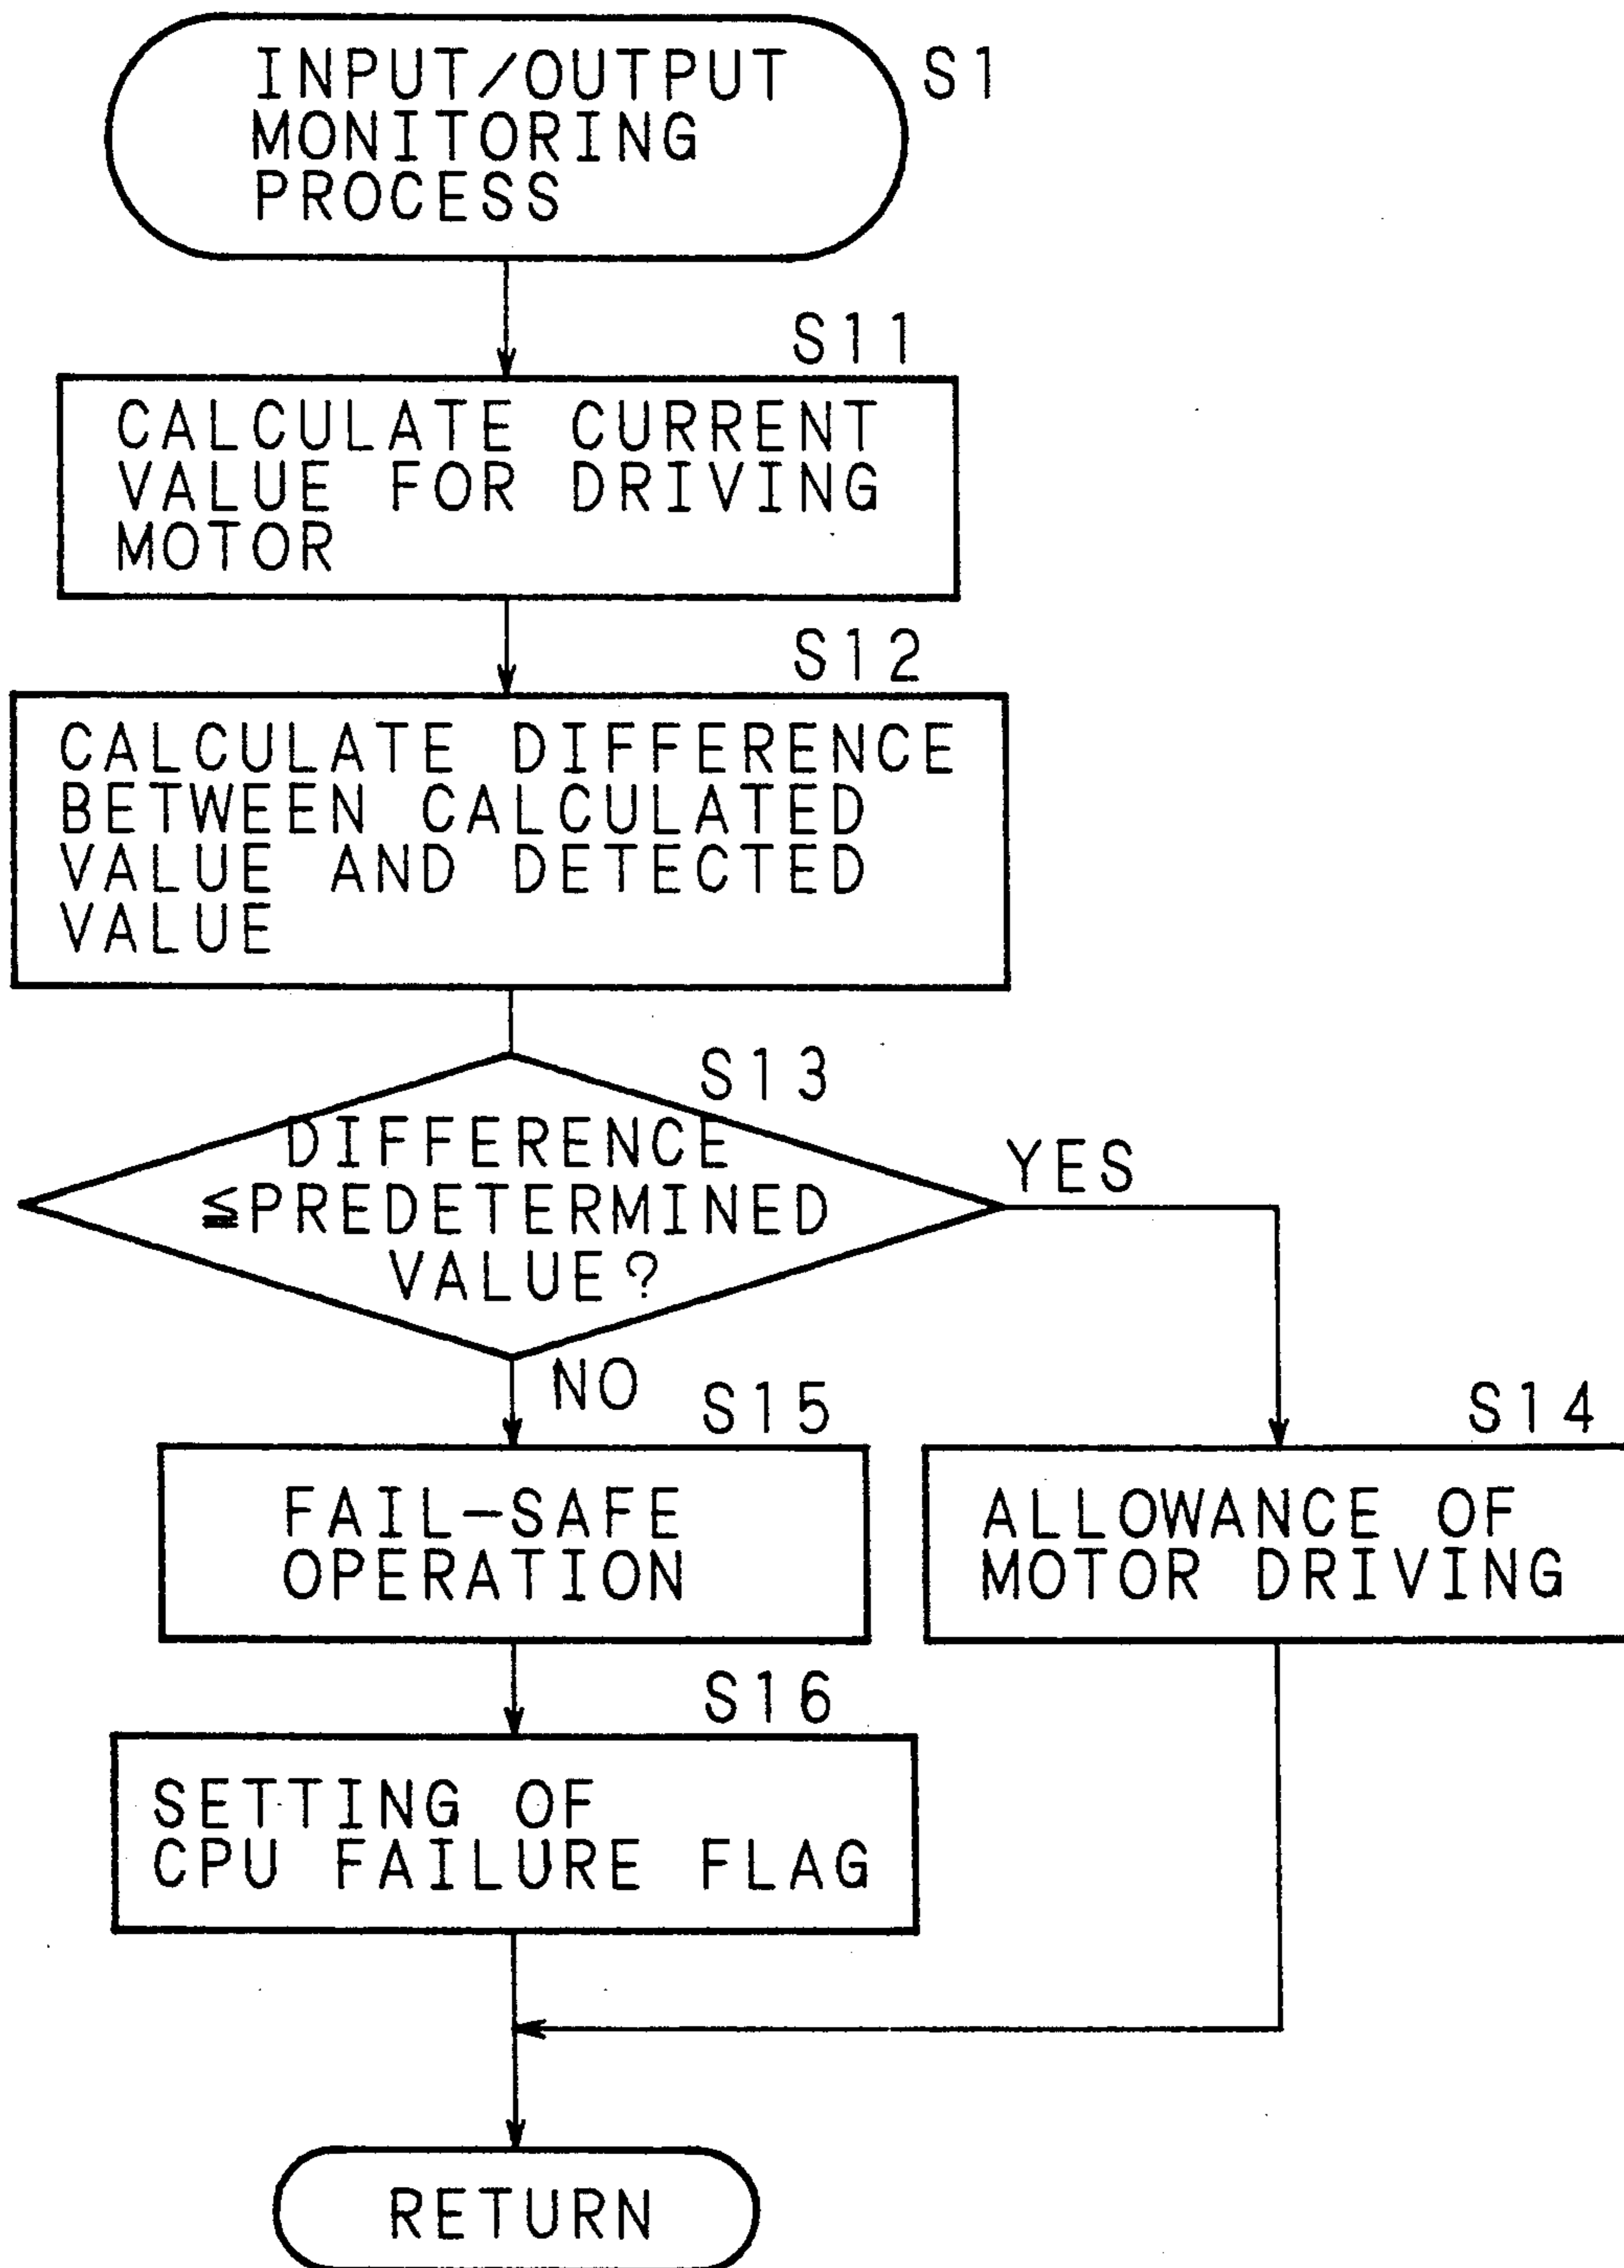 INPUT/OUTPUT
MONITORING
PROCESS
S1
S11
CALCULATE CURRENT
VALUE FOR DRIVING
MOTOR
S12
CALCULATE DIFFERENCE
BETWEEN CALCULATED
VALUE AND DETECTED
VALUE
S13
DIFFERENCE
≦PREDETERMINED
VALUE?
YES
NO
S15
FAIL-SAFE
OPERATION
S14
ALLOWANCE OF
MOTOR DRIVING
S16
SETTING OF
CPU FAILURE FLAG
RETURN